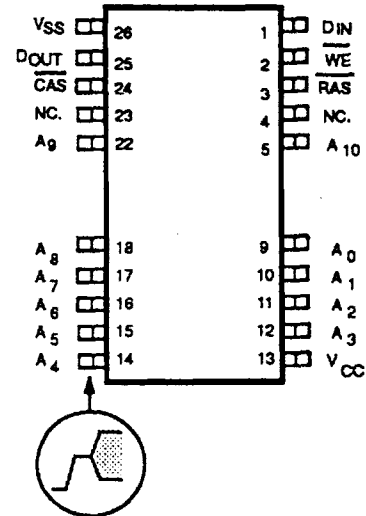 VSS 26 1 DIN
DOUT 25 2 WE
CAS 24 3 RAS
NC. 23 4 NC.
A9 22 5 A10
A8 18 9 A0
A7 17 10 A1
A6 16 11 A2
A5 15 12 A3
A4 14 13 VCC